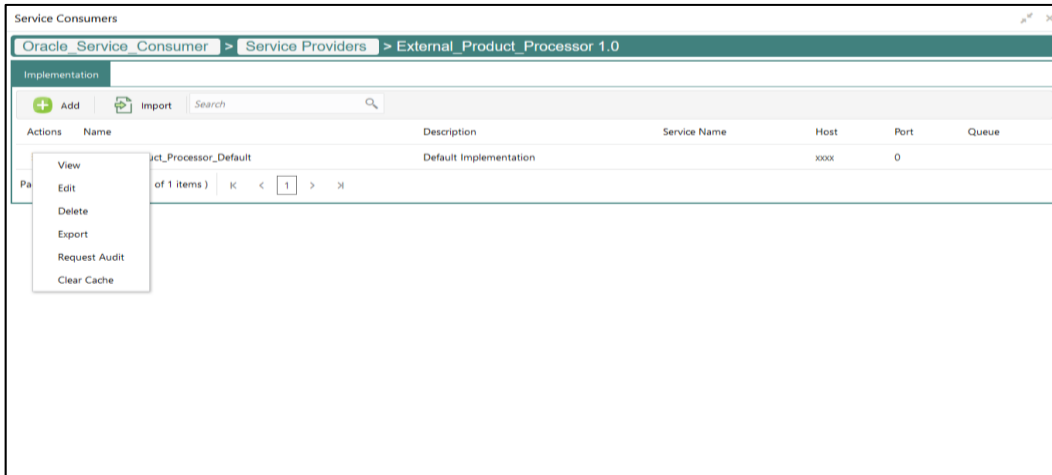 Service Consumers
Oracle_Service_Consumer > Service Providers > External_Product_Processor 1.0
Implementation
Add Import Search
Actions Name Description Service Name Host Port Queue
uct_Processor_Default Default Implementation xxxx 0
View
Pa of 1 items ) K < 1 > X
Edit
Delete
Export
Request Audit
Clear Cache